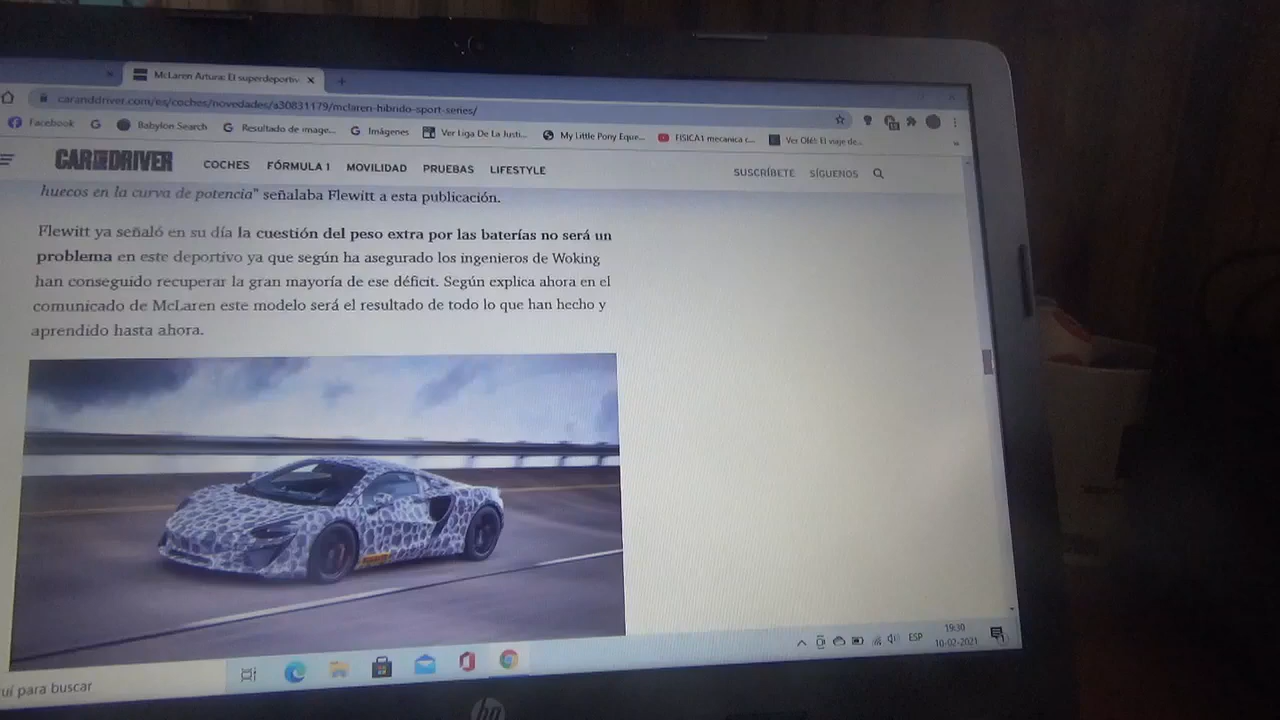 McLaren Artura: El superdeportiv
caranddriver.com/es/coches/novedades/a30831179/mclaren-hibrido-sport-series/
Facebook
Babylon Search
Resultado de image...
Imágenes
Ver Liga De La Justi...
My Little Pony Eque...
FISICA1 mecanica c...
Ver Olé!: El viaje de...
CAR AND DRIVER
COCHES FÓRMULA 1 MOVILIDAD PRUEBAS LIFESTYLE
SUSCRÍBETE SÍGUENOS
huecos en la curva de potencia" señalaba Flewitt a esta publicación.
Flewitt ya señaló en su día la cuestión del peso extra por las baterías no será un
problema en este deportivo ya que según ha asegurado los ingenieros de Woking
han conseguido recuperar la gran mayoría de ese déficit. Según explica ahora en el
comunicado de McLaren este modelo será el resultado de todo lo que han hecho y
aprendido hasta ahora.
ESP
19:30
10-02-2021
uí para buscar
hp